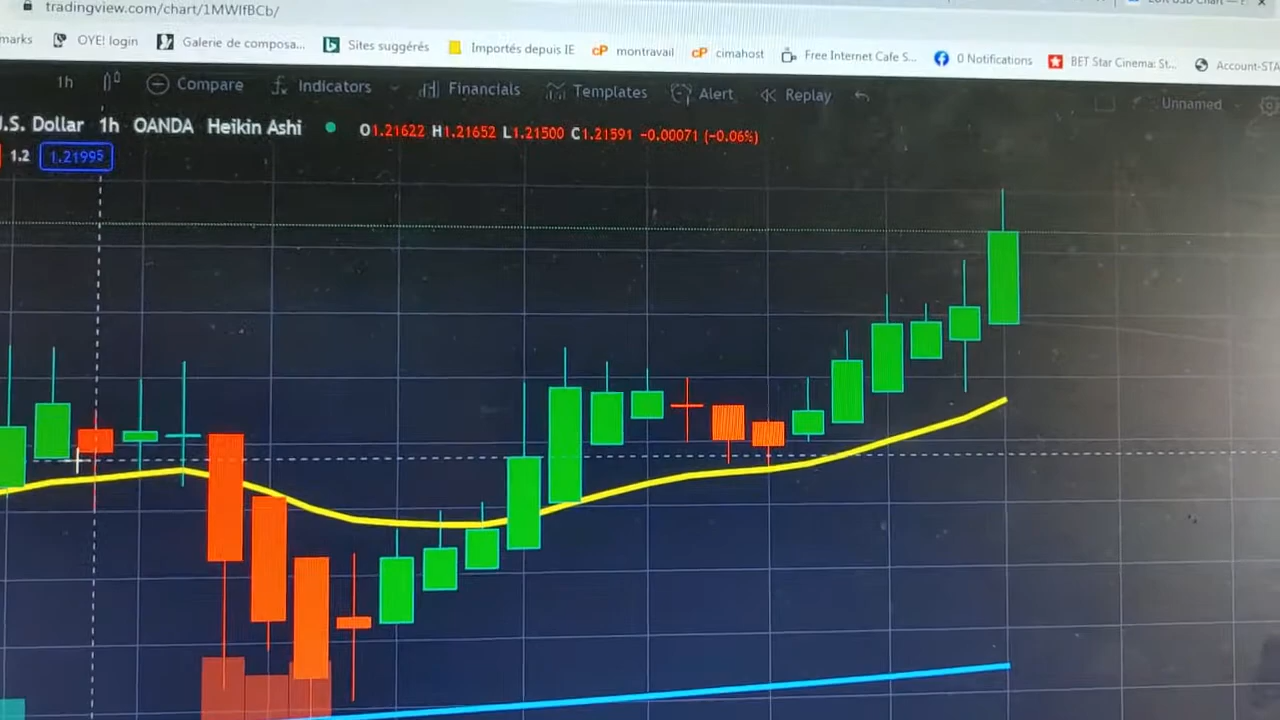 tradingview.com/chart/1MWIfBCb/
marks OYE! login Galerie de composa... Sites suggérés Importés depuis IE montravail cimahost Free Internet Cafe S... 0 Notifications BET Star Cinema: St... Account-STA
1h Compare Indicators Financials Templates Alert Replay Unnamed
.S. Dollar 1h OANDA Heikin Ashi O1.21622 H1.21652 L1.21500 C1.21591 -0.00071 (-0.06%)
1.2 1.21995